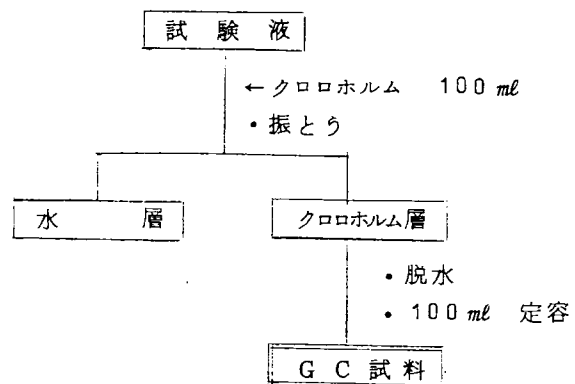 試験液
←クロロホルム 100 ml
・振とう
水層
クロロホルム層
・脱水
・100 ml 定容
GC試料